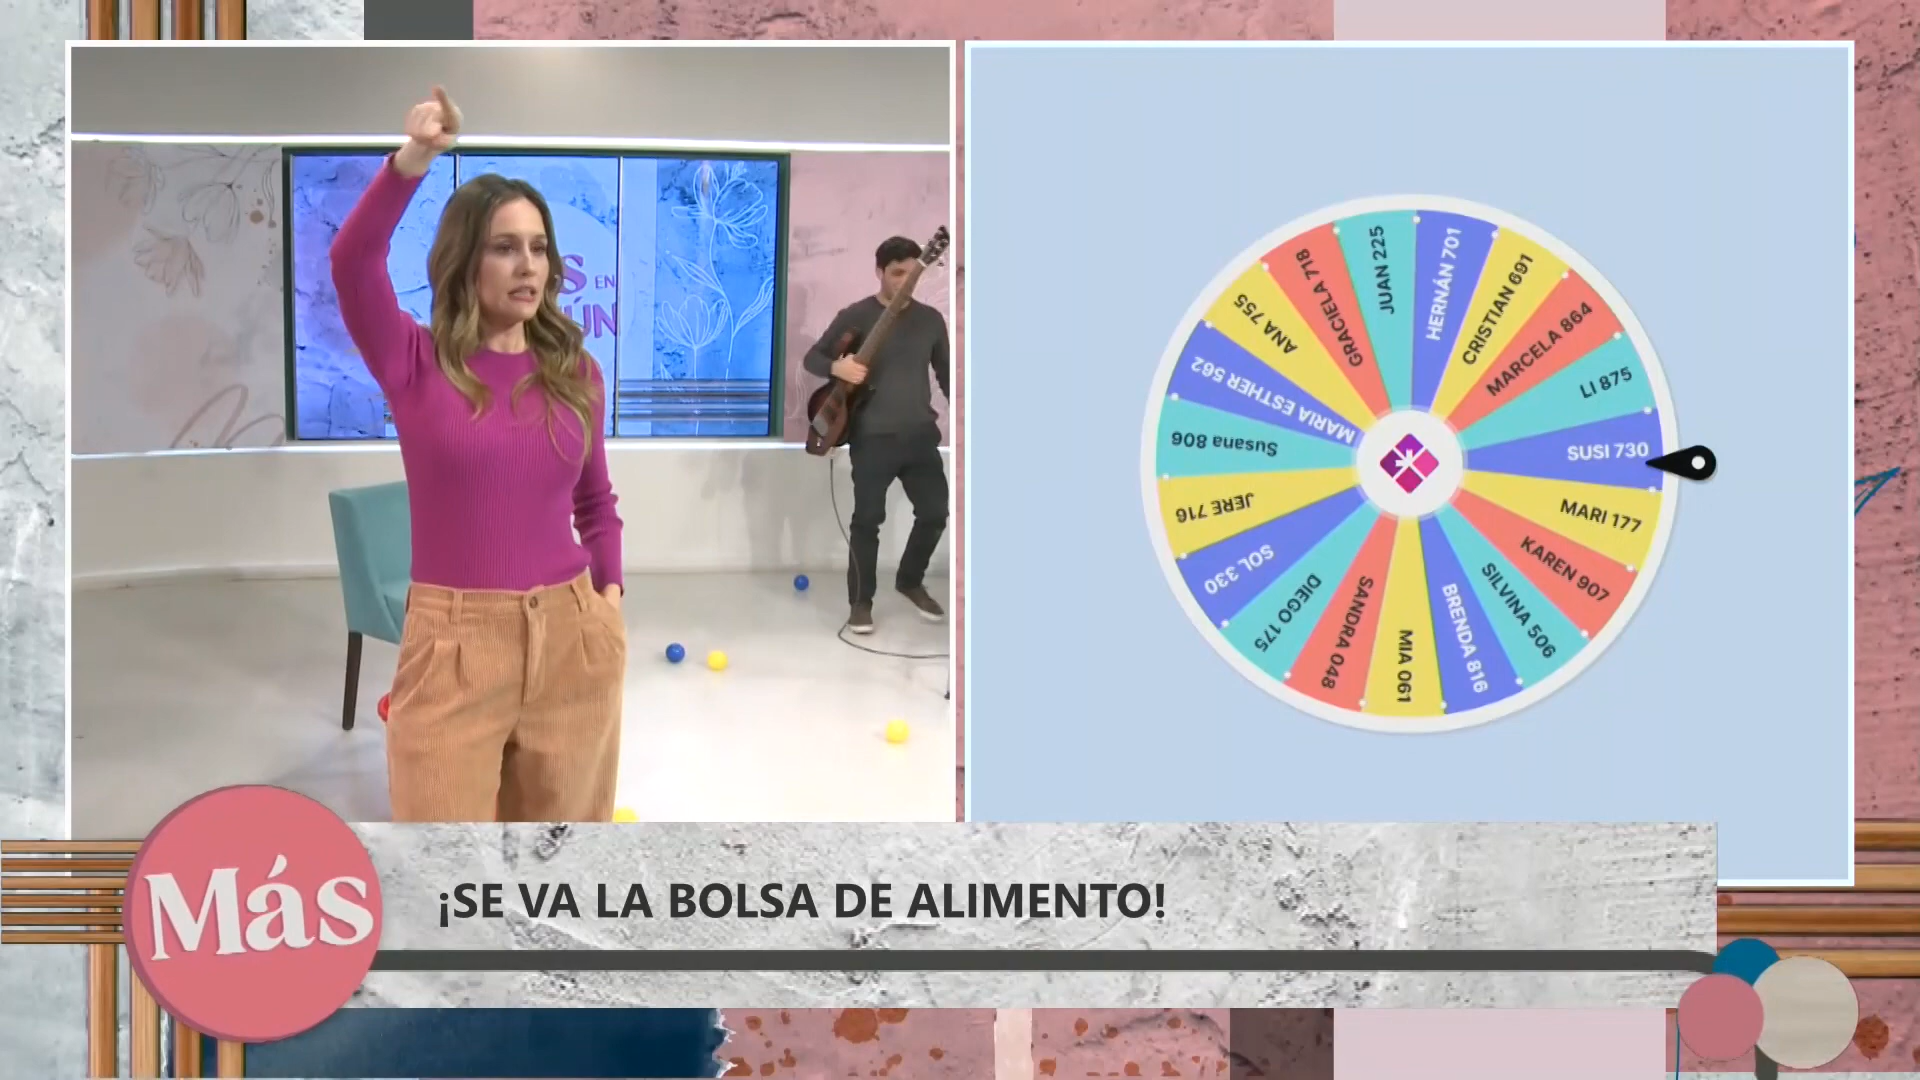 S EN
ÚN
HERNÁN 701
CRISTIAN 691
MARCELA 864
LI 875
SUSI 730
MARI 177
KAREN 907
SILVINA 506
BRENDA 816
MIA 061
SANDRA 048
DIEGO 175
SOL 330
JERE 716
Susana 806
MARIA ESTHER 562
ANA 755
GRACIELA 718
JUAN 225
Más
¡SE VA LA BOLSA DE ALIMENTO!